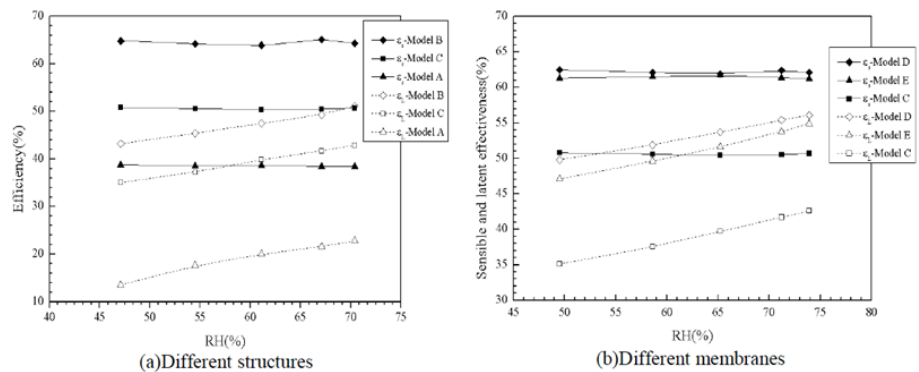 70
60
50
40
30
20
10
Efficiency(%)
40 45 50 55 60 65 70 75
RH(%)
εs-Model B
εs-Model C
εs-Model A
εL-Model B
εL-Model C
εL-Model A
(a)Different structures
70
65
60
55
50
45
40
35
30
Sensible and latent effectiveness(%)
45 50 55 60 65 70 75 80
RH(%)
εs-Model D
εs-Model E
εs-Model C
εL-Model D
εL-Model E
εL-Model C
(b)Different membranes